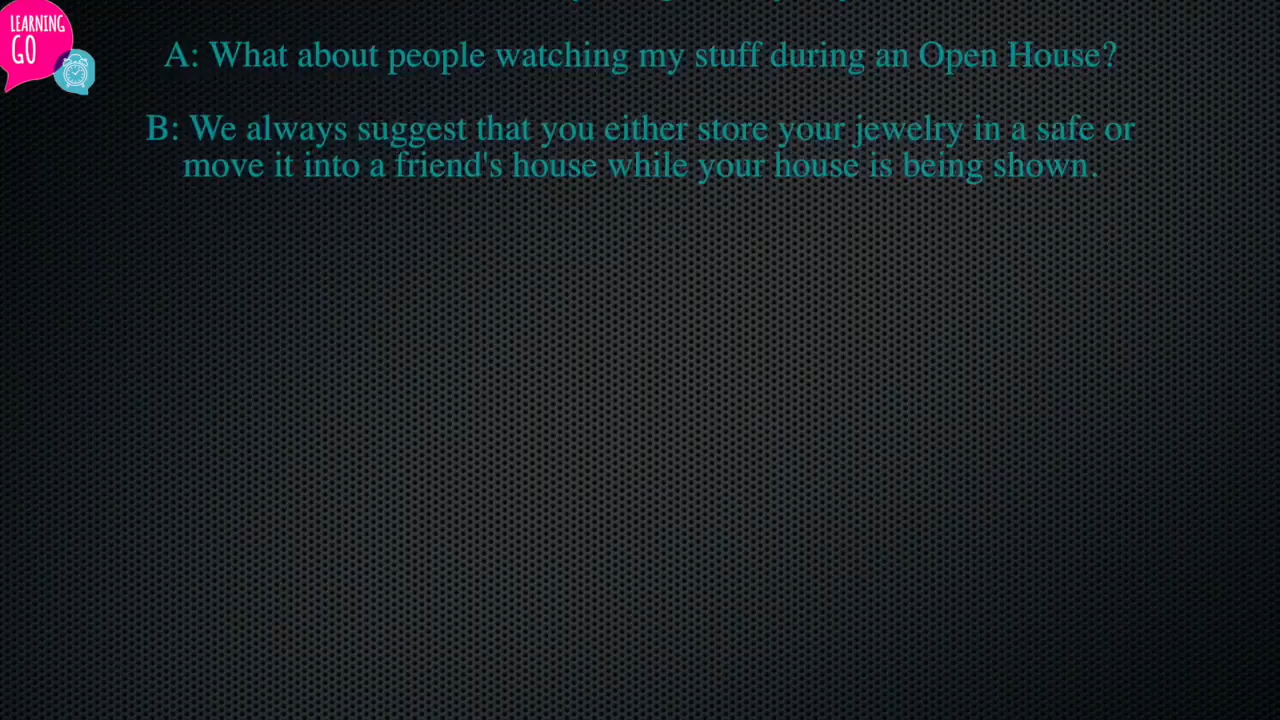 LEARNING
GO
A: What about people watching my stuff during an Open House?
B: We always suggest that you either store your jewelry in a safe or
move it into a friend's house while your house is being shown.